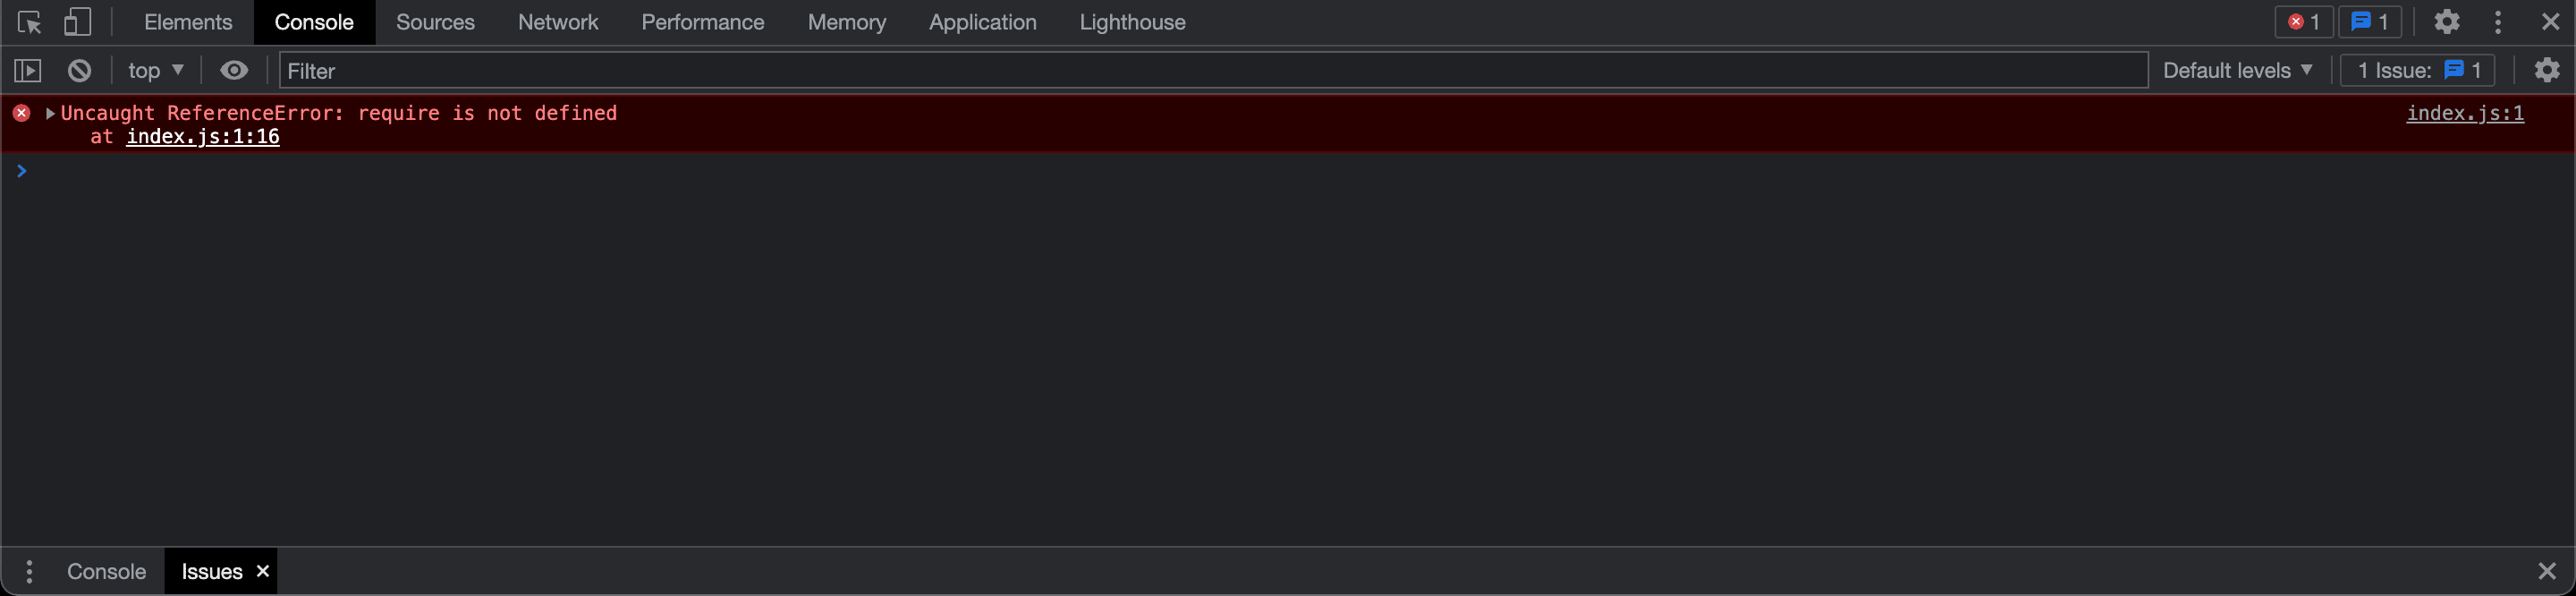 Elements Console Sources Network Performance Memory Application Lighthouse 1 1
top Filter Default levels 1 Issue: 1
Uncaught ReferenceError: require is not defined index.js:1
at index.js:1:16
Console Issues